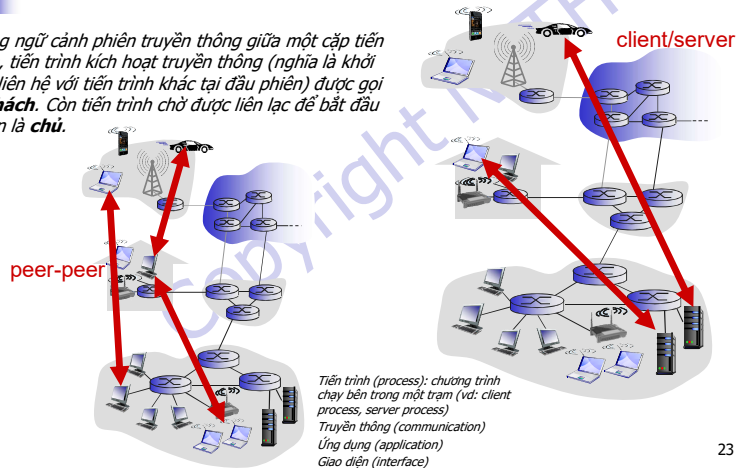 g ngữ cảnh phiên truyền thông giữa một cặp tiến
, tiến trình kích hoạt truyền thông (nghĩa là khởi
liên hệ với tiến trình khác tại đầu phiên) được gọi
hách. Còn tiến trình chờ được liên lạc để bắt đầu
n là chủ.
client/server
peer-peer
Copyright
Tiến trình (process): chương trình
chạy bên trong một trạm (vd: client
process, server process)
Truyền thông (communication)
Ứng dụng (application)
Giao diện (interface)
23